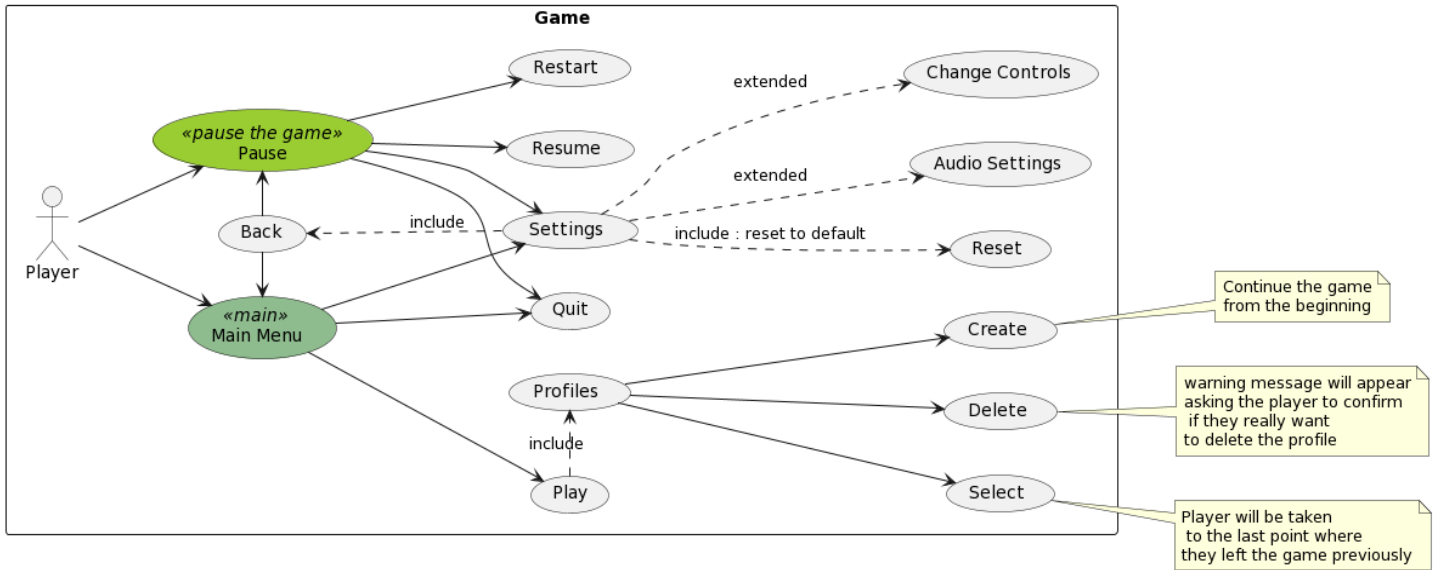 Game
Restart
Change Controls
extended
«pause the game»
Pause
Resume
Audio Settings
extended
include
Back
Settings
include : reset to default
Reset
Player
«main»
Main Menu
Quit
Create
Continue the game
from the beginning
Profiles
Delete
warning message will appear
asking the player to confirm
if they really want
to delete the profile
include
Play
Select
Player will be taken
to the last point where
they left the game previously